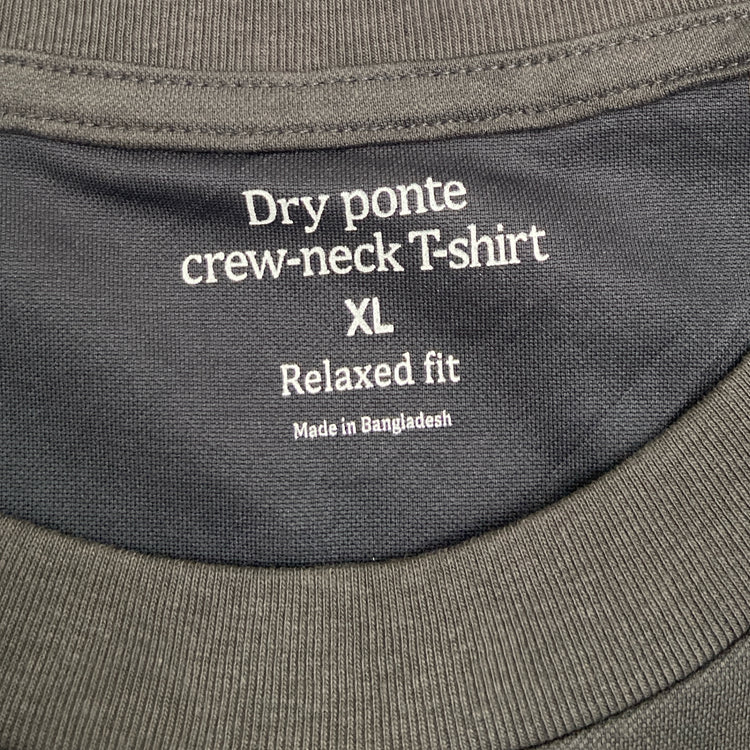 Dry ponte
crew-neck T-shirt
XL
Relaxed fit
Made in Bangladesh